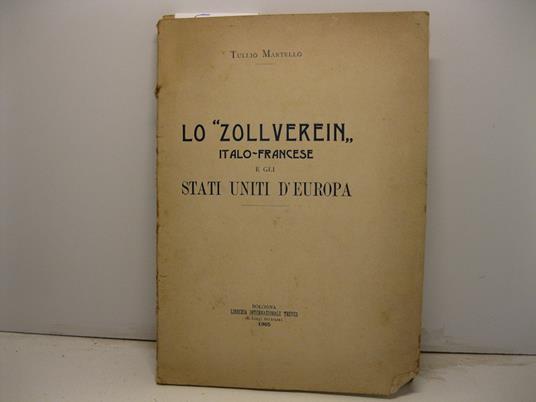 TULLIO MARTELLO
LO "ZOLLVEREIN„
ITALO-FRANCESE
E GLI
STATI UNITI D'EUROPA
BOLOGNA
LIBRERIA INTERNAZIONALE TREVES
1905